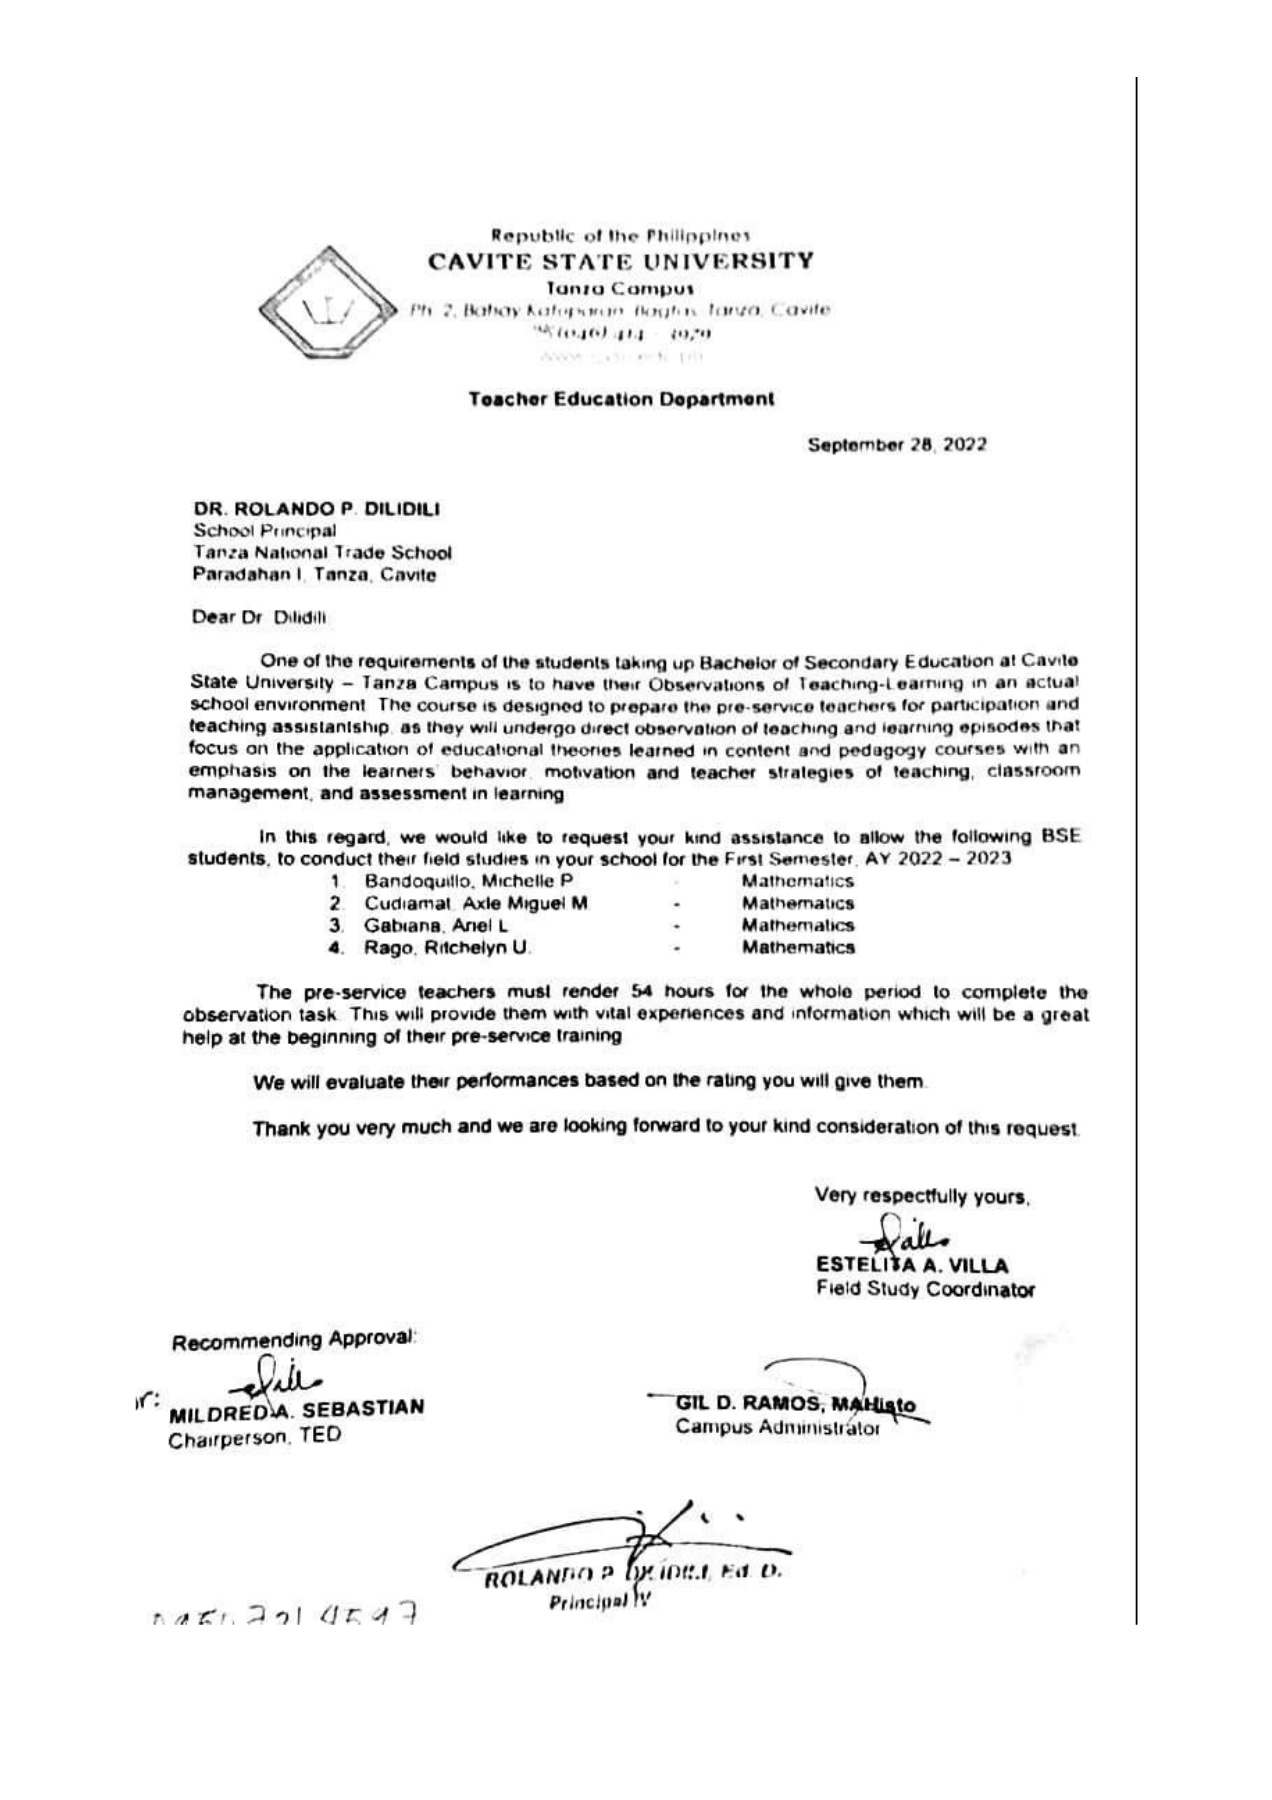 Republic of the Philippines
CAVITE STATE UNIVERSITY
Tanza Campus
Ph. 2, Bahay Katuparan, Tanza, Cavite
(046) 414
Teacher Education Department
September 28, 2022
DR. ROLANDO P. DILIDILI
School Principal
Tanza National Trade School
Paradahan I, Tanza, Cavite
Dear Dr Dilidili
One of the requirements of the students taking up Bachelor of Secondary Education at Cavite
State University – Tanza Campus is to have their Observations of Teaching-Learning in an actual
school environment The course is designed to prepare the pre-service teachers for participation and
teaching assistantship, as they will undergo direct observation of teaching and learning episodes that
focus on the application of educational theories learned in content and pedagogy courses with an
emphasis on the learners' behavior, motivation and teacher strategies of teaching, classroom
management, and assessment in learning
In this regard, we would like to request your kind assistance to allow the following BSE
students, to conduct their field studies in your school for the First Semester, AY 2022 – 2023
1. Bandoquillo, Michelle P - Mathematics
2. Cudiamat, Axle Miguel M - Mathematics
3. Gabiana, Ariel L - Mathematics
4. Rago, Ritchelyn U. - Mathematics
The pre-service teachers must render 54 hours for the whole period to complete the
observation task. This will provide them with vital experiences and information which will be a great
help at the beginning of their pre-service training
We will evaluate their performances based on the rating you will give them.
Thank you very much and we are looking forward to your kind consideration of this request.
Very respectfully yours,
ESTELITA A. VILLA
Field Study Coordinator
Recommending Approval:
MILDRED A. SEBASTIAN
Chairperson, TED
GIL D. RAMOS, MAHisto
Campus Administrator
ROLANDO P. DILIDILI, Ed. D.
Principal IV